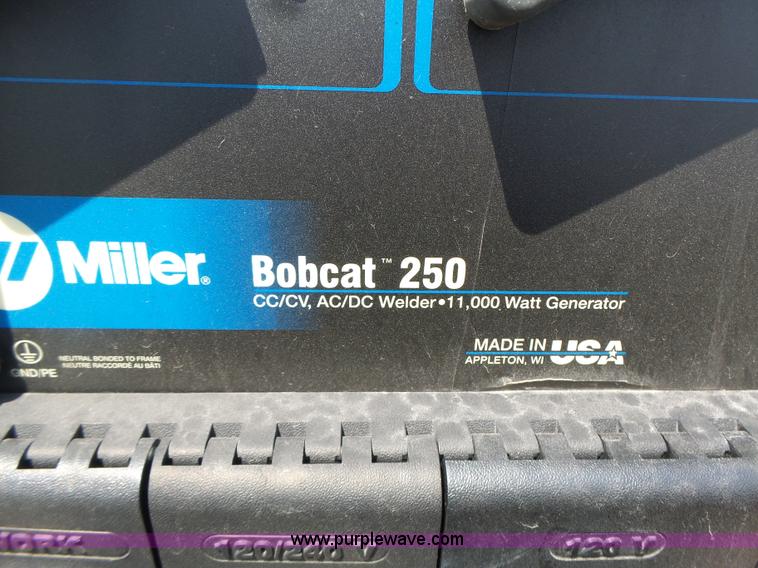 Miller®
Bobcat™ 250
CC/CV, AC/DC Welder•11,000 Watt Generator
MADE IN USA
APPLETON, WI
GND/PE
NEUTRAL BONDED TO FRAME
NEUTRE RACCORDÉ AU BÂTI
WORK
120/240 V
120 V
www.purplewave.com